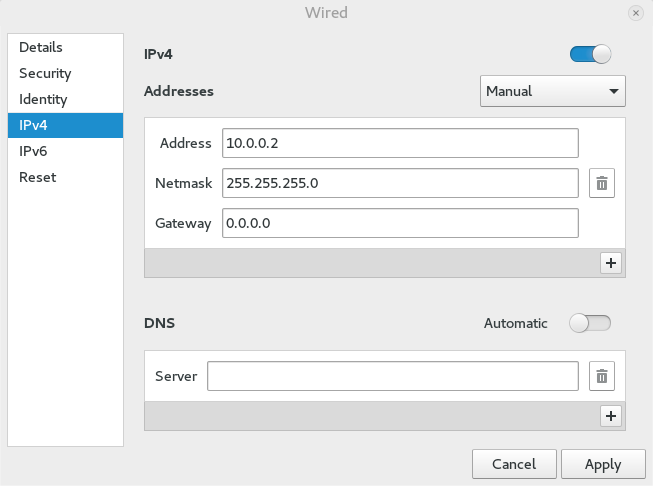 Wired
Details
Security
Identity
IPv4
IPv6
Reset
IPv4
Addresses
Manual
Address 10.0.0.2
Netmask 255.255.255.0
Gateway 0.0.0.0
+
DNS
Automatic
Server
+
Cancel
Apply